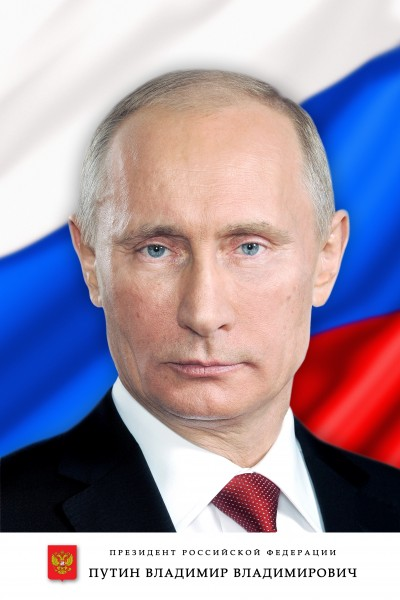 ПРЕЗИДЕНТ РОССИЙСКОЙ ФЕДЕРАЦИИ
ПУТИН ВЛАДИМИР ВЛАДИМИРОВИЧ